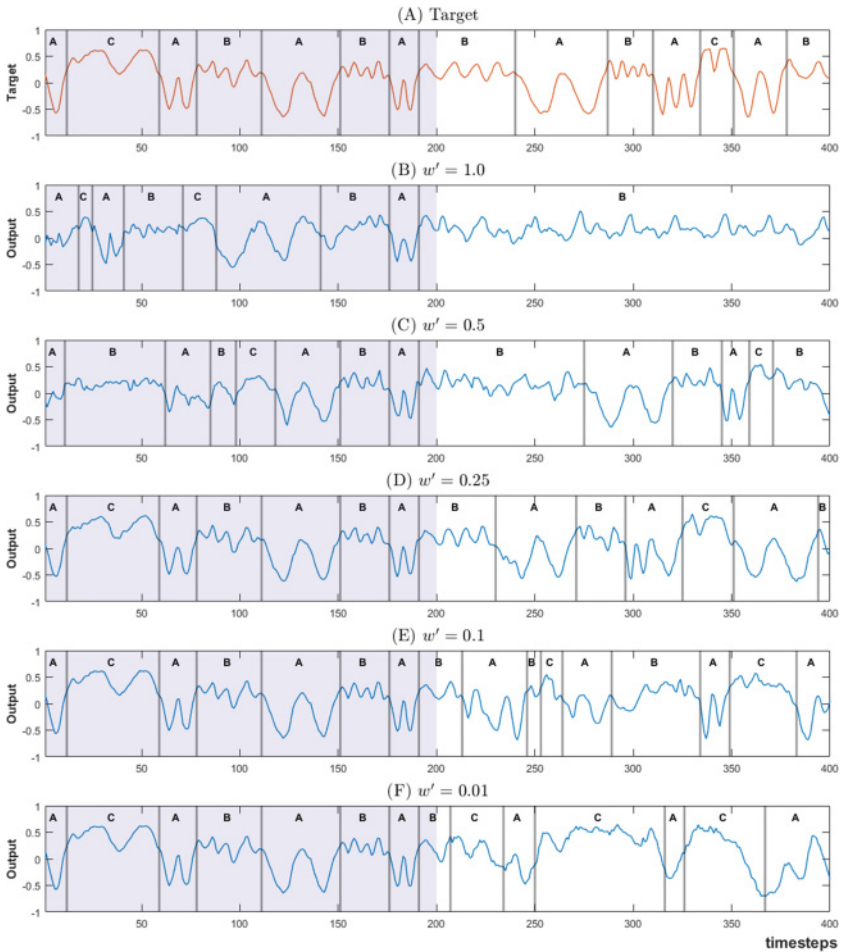 (A) Target
A C A B A B A B A B A C A B
Target
1
0.5
0
-0.5
-1
50 100 150 200 250 300 350 400
(B) w′ = 1.0
A C A B C A B A B
Output
1
0.5
0
-0.5
-1
50 100 150 200 250 300 350 400
(C) w′ = 0.5
A B A B C A B A B A B A C B
Output
1
0.5
0
-0.5
-1
50 100 150 200 250 300 350 400
(D) w′ = 0.25
A C A B A B A B A B A C A B
Output
1
0.5
0
-0.5
-1
50 100 150 200 250 300 350 400
(E) w′ = 0.1
A C A B A B A B A B C A B A C A
Output
1
0.5
0
-0.5
-1
50 100 150 200 250 300 350 400
(F) w′ = 0.01
A C A B A B A B C A C A C A
Output
1
0.5
0
-0.5
-1
50 100 150 200 250 300 350 400
timesteps